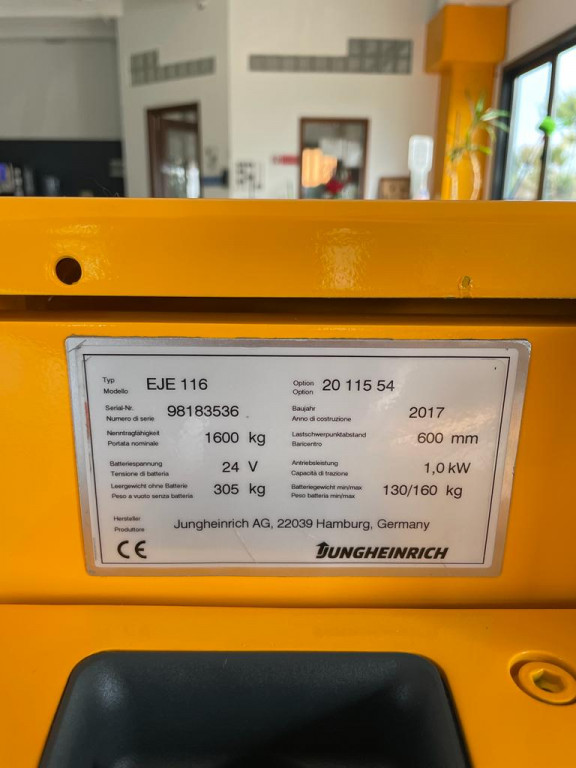 Typ
Modello
EJE 116
Option
Option
20 115 54
Serial-Nr.
Numero di serie
98183536
Baujahr
Anno di costruzione
2017
Nenntragfähigkeit
Portata nominale
1600 kg
Lastschwerpunktabstand
Baricentro
600 mm
Batteriespannung
Tensione di batteria
24 V
Antriebsleistung
Capacità di trazione
1,0 kW
Leergewicht ohne Batterie
Peso a vuoto senza batteria
305 kg
Batteriegewicht min/max
Peso batteria min/max
130/160 kg
Hersteller
Produttore
Jungheinrich AG, 22039 Hamburg, Germany
CE
JUNGHEINRICH